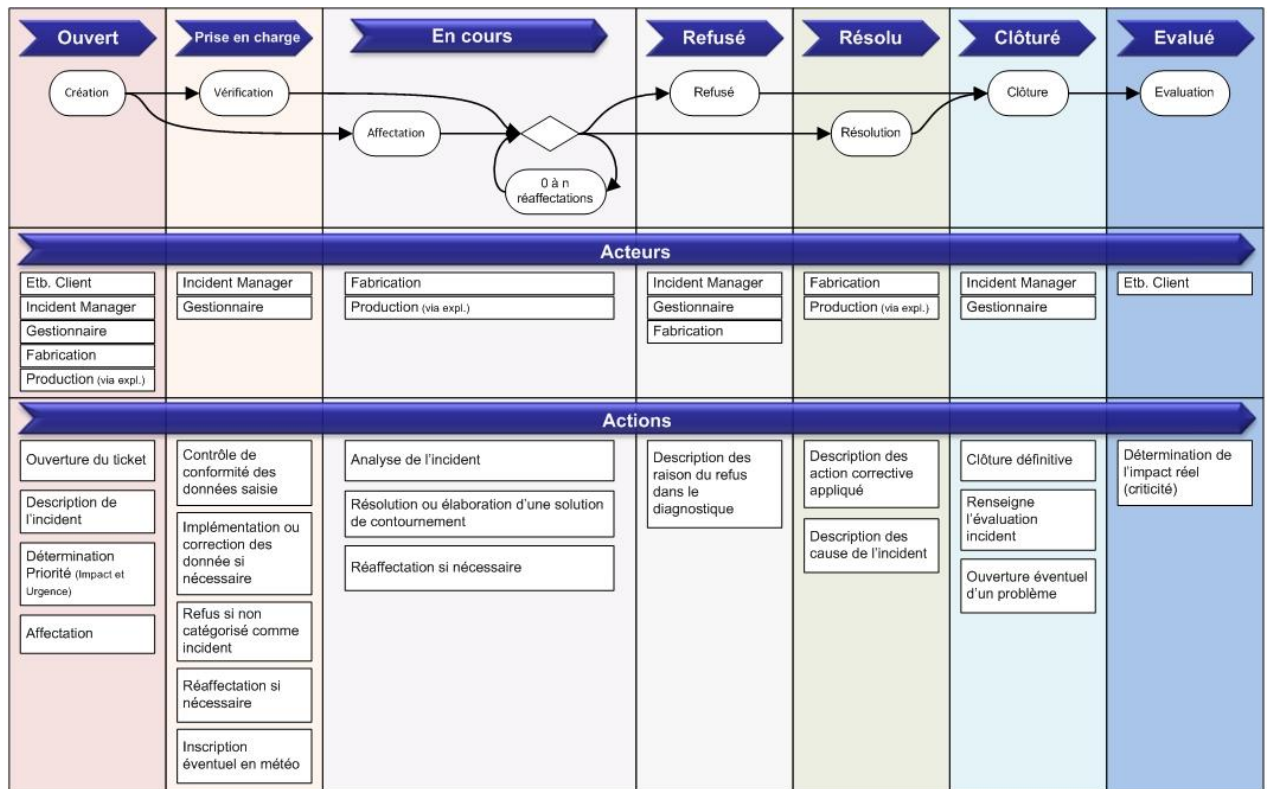 Ouvert
Prise en charge
En cours
Refusé
Résolu
Clôturé
Evalué
Création
Vérification
Affectation
0 à n
réaffectations
Refusé
Résolution
Clôture
Evaluation
Acteurs
Etb. Client
Incident Manager
Gestionnaire
Fabrication
Production (via expl.)
Incident Manager
Gestionnaire
Fabrication
Production (via expl.)
Incident Manager
Gestionnaire
Fabrication
Fabrication
Production (via expl.)
Incident Manager
Gestionnaire
Etb. Client
Actions
Ouverture du ticket
Description de
l'incident
Détermination
Priorité (Impact et
Urgence)
Affectation
Contrôle de
conformité des
données saisie
Implémentation ou
correction des
donnée si
nécessaire
Refus si non
catégorisé comme
incident
Réaffectation si
nécessaire
Inscription
éventuel en météo
Analyse de l'incident
Résolution ou élaboration d'une solution
de contournement
Réaffectation si nécessaire
Description des
raison du refus
dans le
diagnostique
Description des
action corrective
appliqué
Description des
cause de l'incident
Clôture définitive
Renseigne
l'évaluation
incident
Ouverture éventuel
d'un problème
Détermination de
l'impact réel
(criticité)